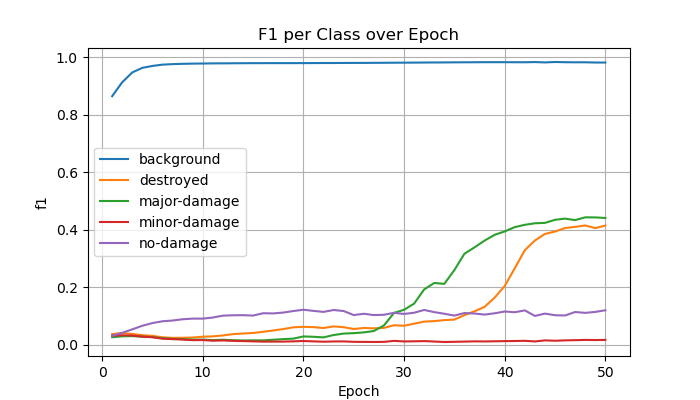 F1 per Class over Epoch
1.0
0.8
0.6
0.4
0.2
0.0
f1
background
destroyed
major-damage
minor-damage
no-damage
0 10 20 30 40 50
Epoch